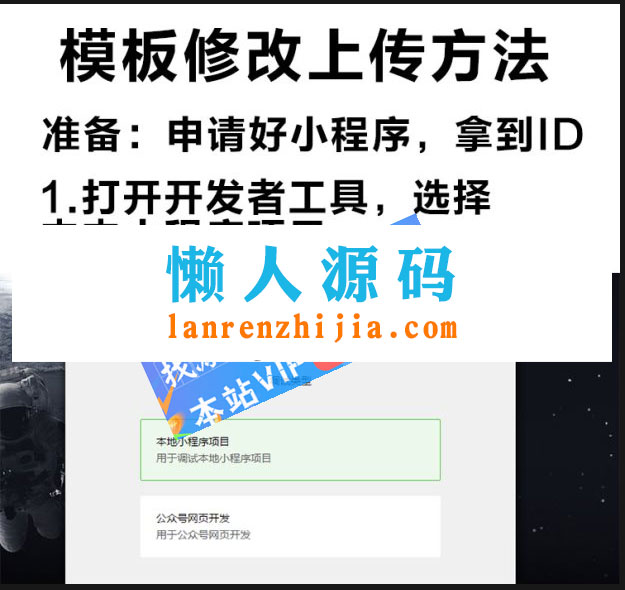 模板修改上传方法
准备：申请好小程序，拿到ID
1.打开开发者工具，选择
懒人源码
lanrenzhijia.com
本站VIP
本地小程序项目
用于调试本地小程序项目
公众号网页开发
用于公众号网页开发